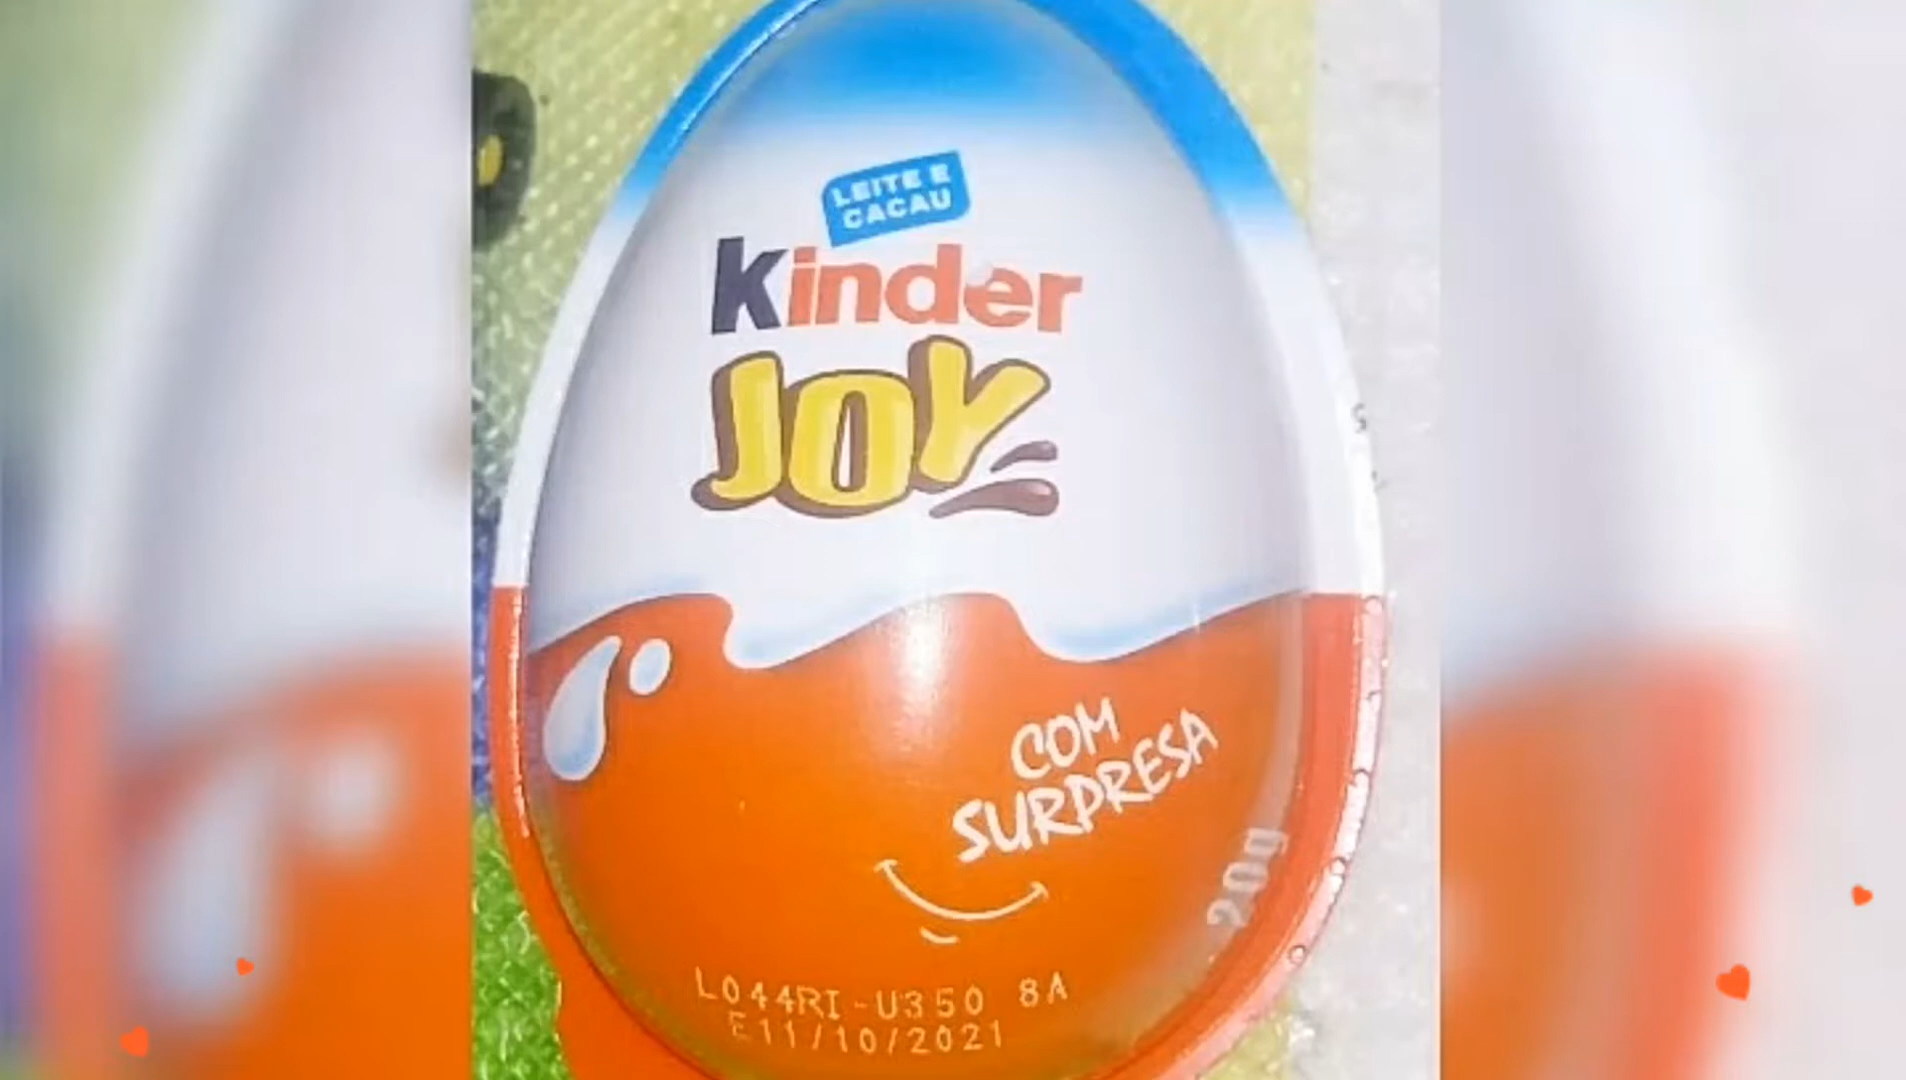 LEITE E
CACAU
Kinder
JOY
COM
SURPRESA
20g
L044RI-U350 8A
E11/10/2021